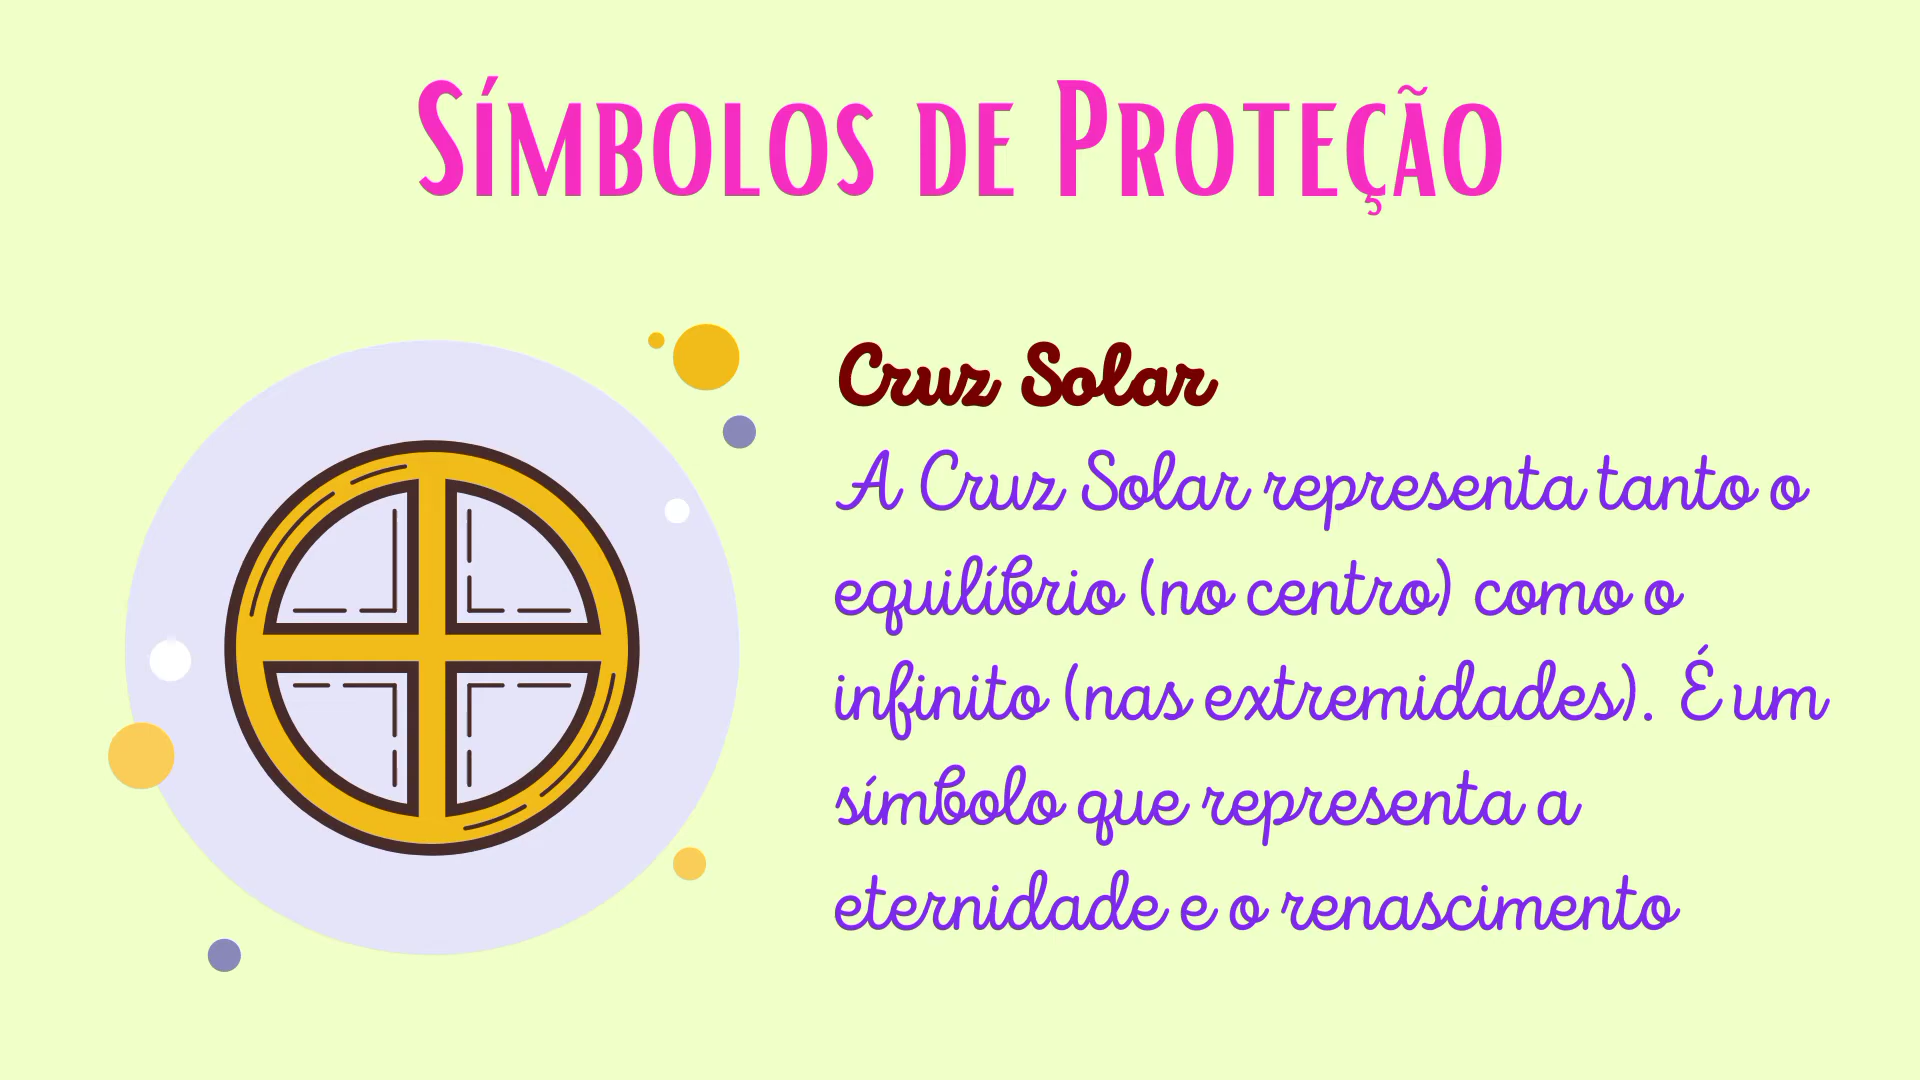 Símbolos de Proteção
Cruz Solar
A Cruz Solar representa tanto o
equilíbrio (no centro) como o
infinito (nas extremidades). É um
símbolo que representa a
eternidade e o renascimento